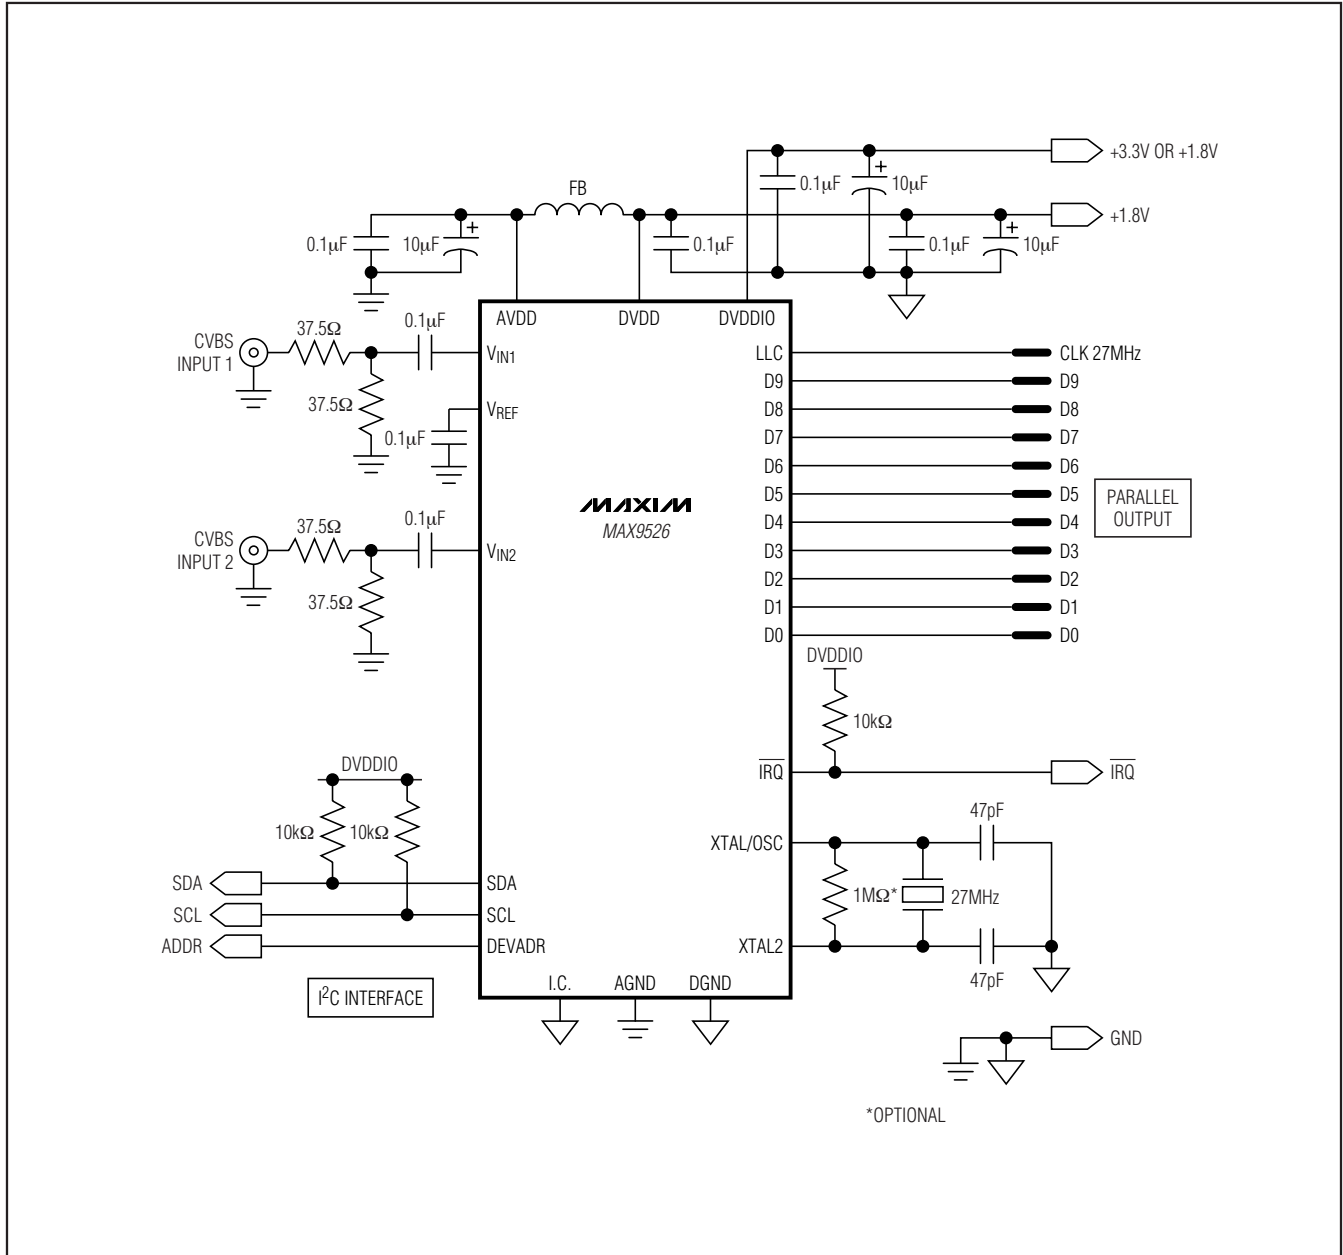 +3.3V OR +1.8V
0.1µF
10µF
FB
+1.8V
0.1µF
10µF
0.1µF
0.1µF
10µF
AVDD
DVDD
DVDDIO
CVBS
INPUT 1
37.5Ω
0.1µF
VIN1
37.5Ω
0.1µF
VREF
LLC
CLK 27MHz
D9
D9
D8
D8
D7
D7
D6
D6
D5
D5
D4
D4
D3
D3
D2
D2
D1
D1
D0
D0
PARALLEL
OUTPUT
MAXIM
MAX9526
CVBS
INPUT 2
37.5Ω
0.1µF
VIN2
37.5Ω
DVDDIO
10kΩ
IRQ
IRQ
DVDDIO
10kΩ
10kΩ
SDA
SDA
SCL
SCL
ADDR
DEVADR
I2C INTERFACE
XTAL/OSC
47pF
1MΩ*
27MHz
XTAL2
47pF
I.C.
AGND
DGND
GND
*OPTIONAL